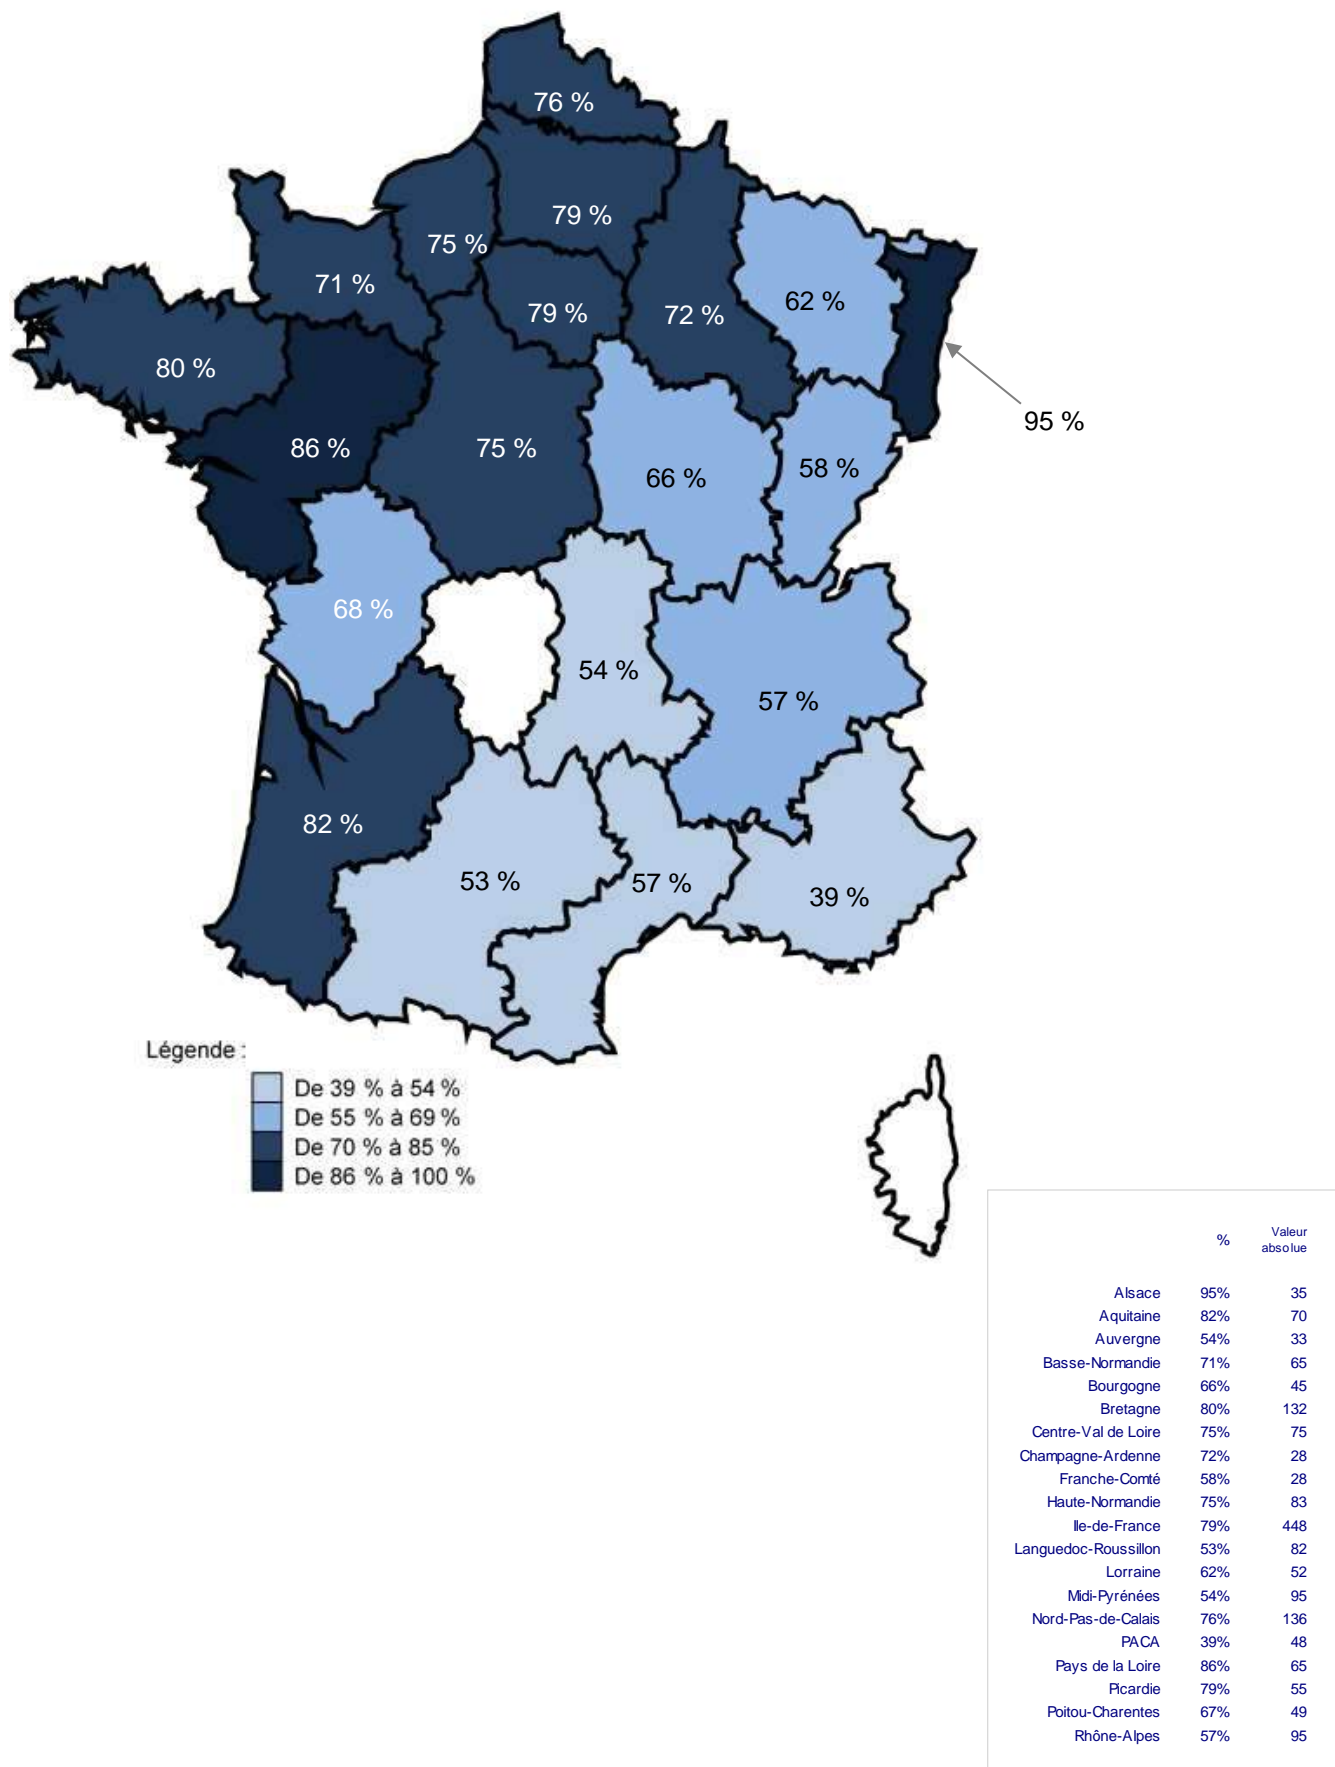 76 %
79 %
75 %
71 %
79 %
72 %
62 %
80 %
95 %
86 %
75 %
66 %
58 %
68 %
54 %
57 %
82 %
53 %
57 %
39 %
Légende :
De 39 % à 54 %
De 55 % à 69 %
De 70 % à 85 %
De 86 % à 100 %
% Valeur absolue
Alsace 95% 35
Aquitaine 82% 70
Auvergne 54% 33
Basse-Normandie 71% 65
Bourgogne 66% 45
Bretagne 80% 132
Centre-Val de Loire 75% 75
Champagne-Ardenne 72% 28
Franche-Comté 58% 28
Haute-Normandie 75% 83
Ile-de-France 79% 448
Languedoc-Roussillon 53% 82
Lorraine 62% 52
Midi-Pyrénées 54% 95
Nord-Pas-de-Calais 76% 136
PACA 39% 48
Pays de la Loire 86% 65
Picardie 79% 55
Poitou-Charentes 67% 49
Rhône-Alpes 57% 95